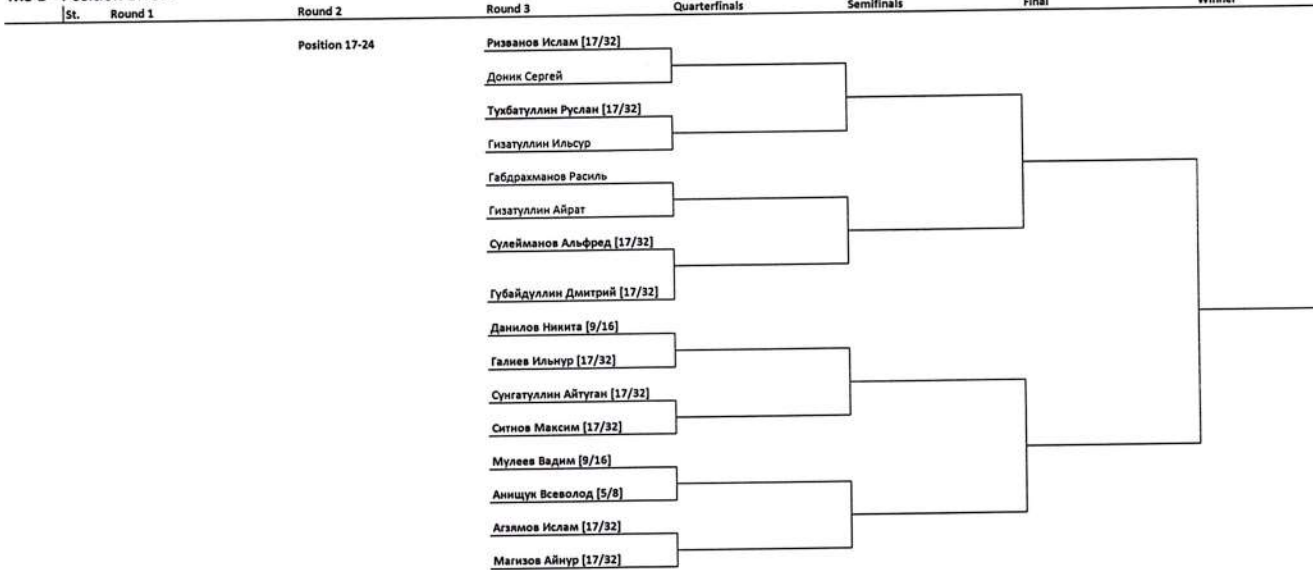 St. Round 1 Round 2 Round 3 Quarterfinals Semifinals Final Winner
Position 17-24
Ризванов Ислам [17/32]
Доник Сергей
Тухбатуллин Руслан [17/32]
Гизатуллин Ильсур
Габдрахманов Расиль
Гизатуллин Айрат
Сулейманов Альфред [17/32]
Губайдуллин Дмитрий [17/32]
Данилов Никита [9/16]
Галиев Ильнур [17/32]
Сунгатуллин Айтуган [17/32]
Ситнов Максим [17/32]
Мулеев Вадим [9/16]
Анищук Всеволод [5/8]
Агзямов Ислам [17/32]
Магизов Айнур [17/32]